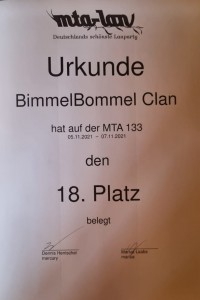 mta-lan
Deutschlands schönste Lanparty
Urkunde
BimmelBommel Clan
hat auf der MTA 133
05.11.2021 – 07.11.2021
den
18. Platz
belegt
mercury